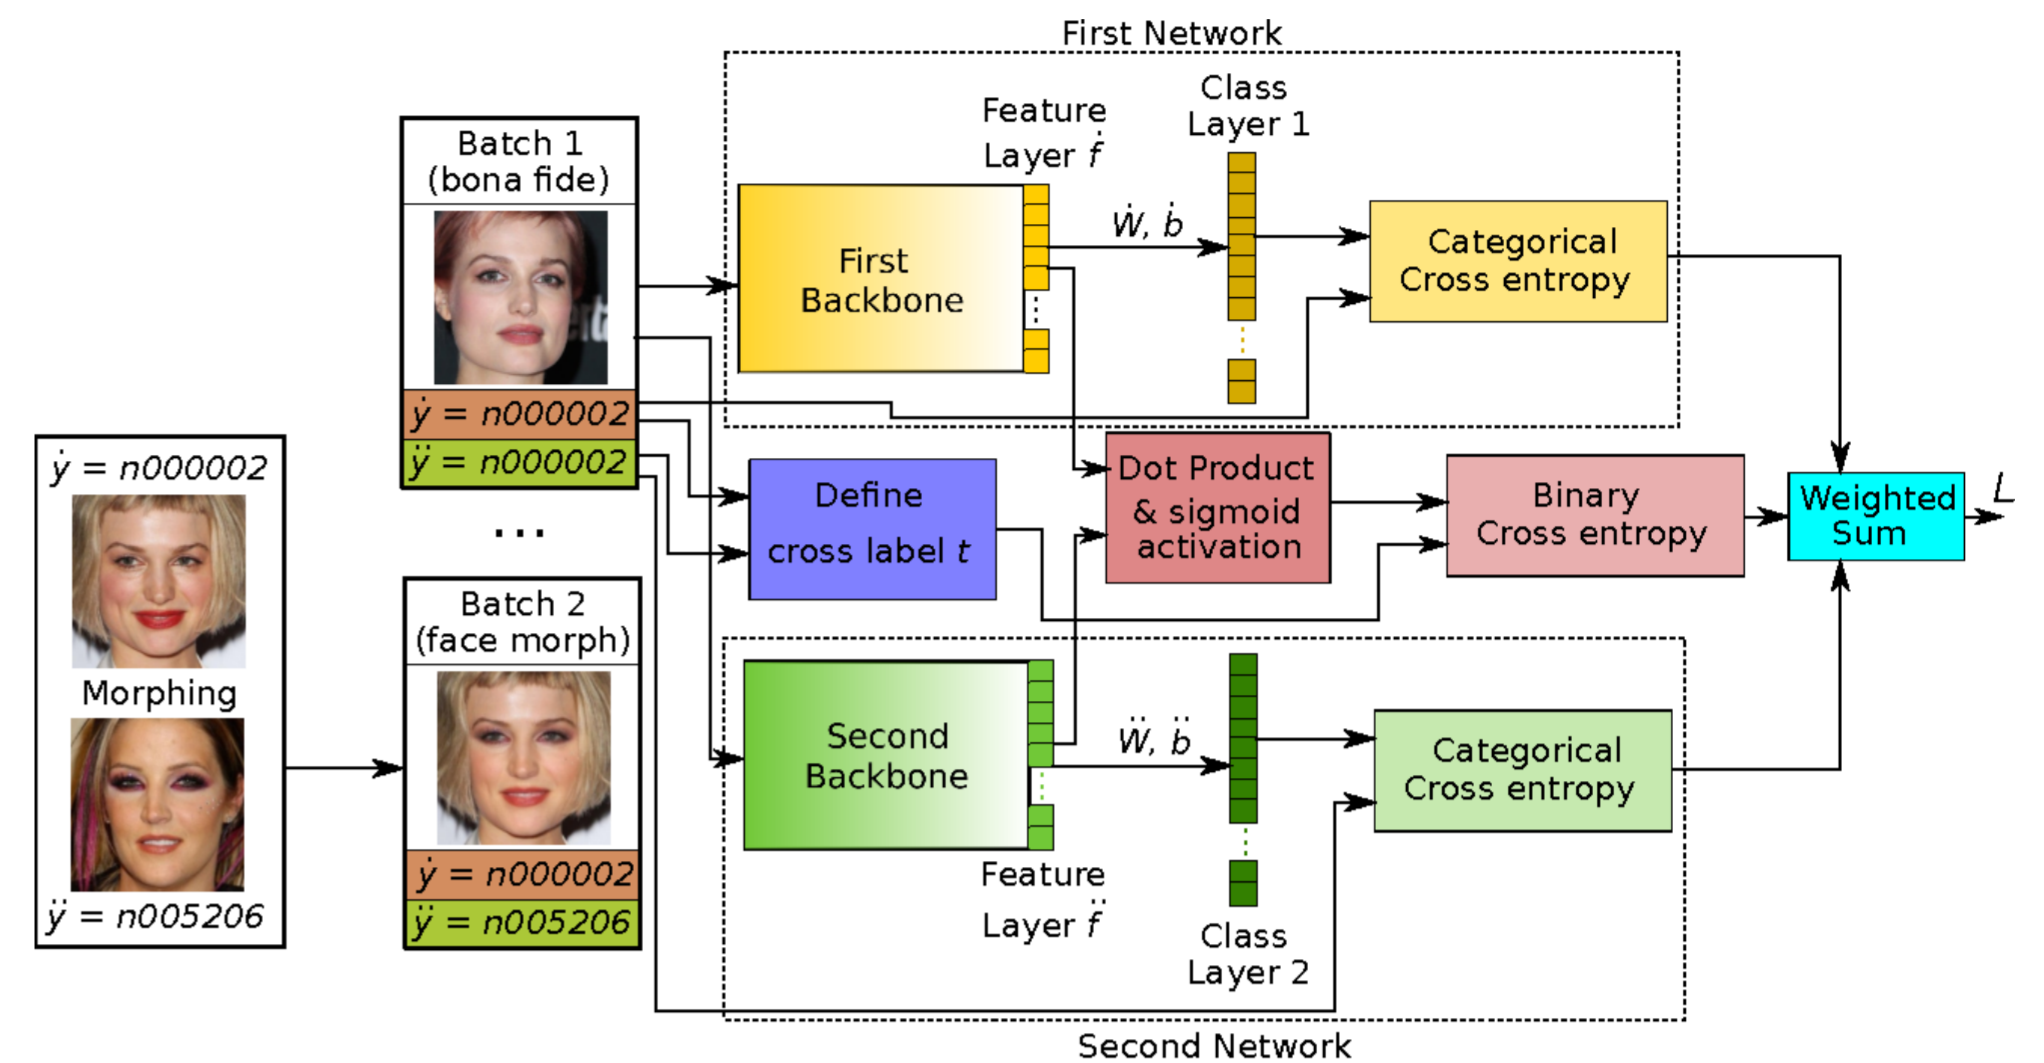 First Network
Class
Layer 1
Feature
Layer ḟ
Batch 1
(bona fide)
First
Backbone
Ẇ, ḃ
Categorical
Cross entropy
ẏ = n000002
ÿ = n000002
...
ẏ = n000002
Morphing
ÿ = n005206
Batch 2
(face morph)
ẏ = n000002
ÿ = n005206
Define
cross label t
Dot Product
& sigmoid
activation
Binary
Cross entropy
Weighted
Sum
L
Second
Backbone
Ẅ, b̈
Categorical
Cross entropy
Feature
Layer f̈
Class
Layer 2
Second Network